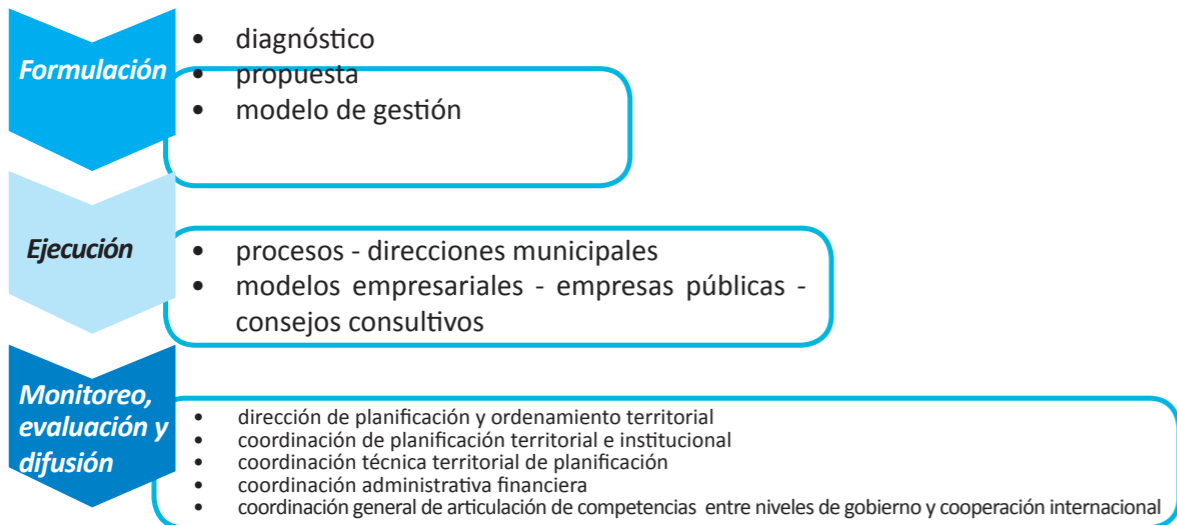 Formulación
• diagnóstico
• propuesta
• modelo de gestión
Ejecución
• procesos - direcciones municipales
• modelos empresariales - empresas públicas -
consejos consultivos
Monitoreo,
evaluación y
difusión
• dirección de planificación y ordenamiento territorial
• coordinación de planificación territorial e institucional
• coordinación técnica territorial de planificación
• coordinación administrativa financiera
• coordinación general de articulación de competencias entre niveles de gobierno y cooperación internacional